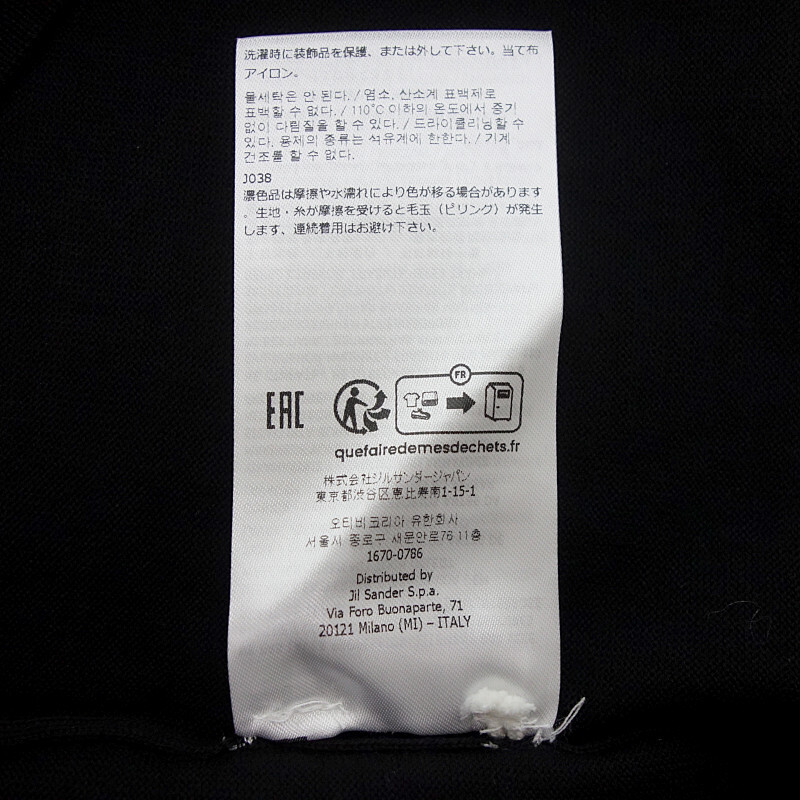 洗濯時に装飾品を保護、または外して下さい。当て布
アイロン。
물세탁은 안 된다. / 염소, 산소계 표백제로
표백할 수 없다. / 110°C 이하의 온도에서 증기
없이 다림질을 할 수 있다. / 드라이클리닝할 수
있다. 용제의 종류는 석유계에 한한다. / 기계
건조를 할 수 없다.
J038
濃色品は摩擦や水濡れにより色が移る場合があります
。生地・糸が摩擦を受けると毛玉（ピリング）が発生
します、連続着用はお避け下さい。
EAC
FR
quefairedemesdechets.fr
株式会社ジルサンダージャパン
東京都渋谷区恵比寿南1-15-1
오티비코리아 유한회사
서울시 종로구 새문안로76 11층
1670-0786
Distributed by
Jil Sander S.p.a.
Via Foro Buonaparte, 71
20121 Milano (MI) – ITALY